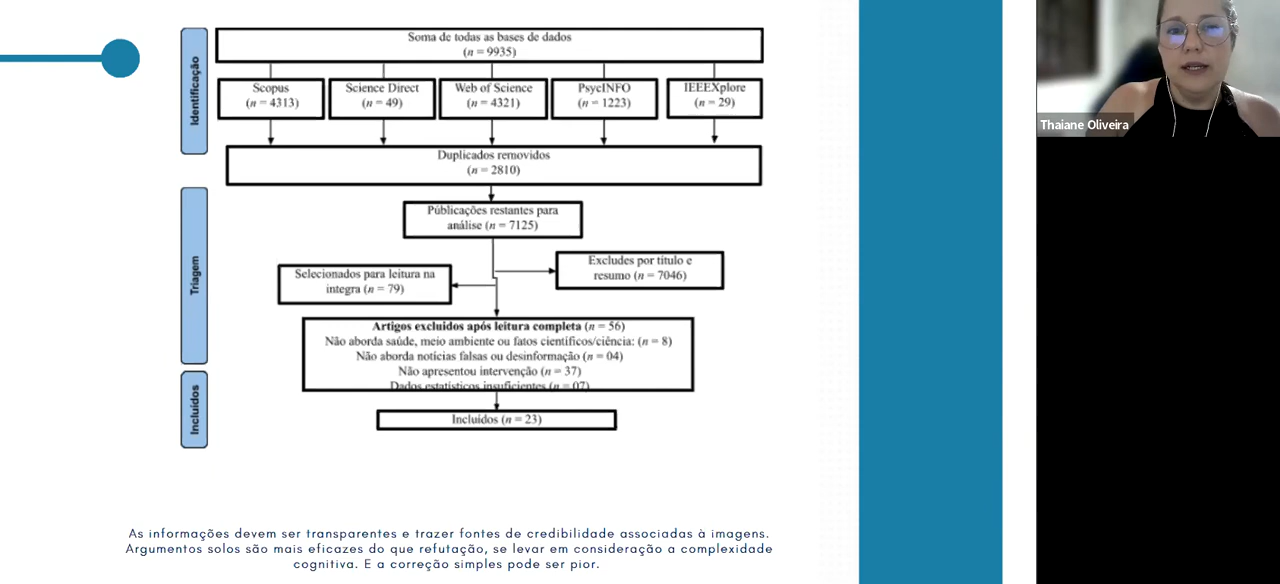 Identificação
Soma de todas as bases de dados
(n = 9935)
Scopus
(n = 4313)
Science Direct
(n = 49)
Web of Science
(n = 4321)
PsycINFO
(n = 1223)
IEEEXplore
(n = 29)
Duplicados removidos
(n = 2810)
Triagem
Públicações restantes para
análise (n = 7125)
Excludes por título e
resumo (n = 7046)
Selecionados para leitura na
integra (n = 79)
Artigos excluídos após leitura completa (n = 56)
Não aborda saúde, meio ambiente ou fatos científicos/ciência: (n = 8)
Não aborda notícias falsas ou desinformação (n = 04)
Não apresentou intervenção (n = 37)
Dados estatísticos insuficientes (n = 07)
Incluídos
Incluídos (n = 23)
As informações devem ser transparentes e trazer fontes de credibilidade associadas à imagens.
Argumentos solos são mais eficazes do que refutação, se levar em consideração a complexidade
cognitiva. E a correção simples pode ser pior.
Thaiane Oliveira